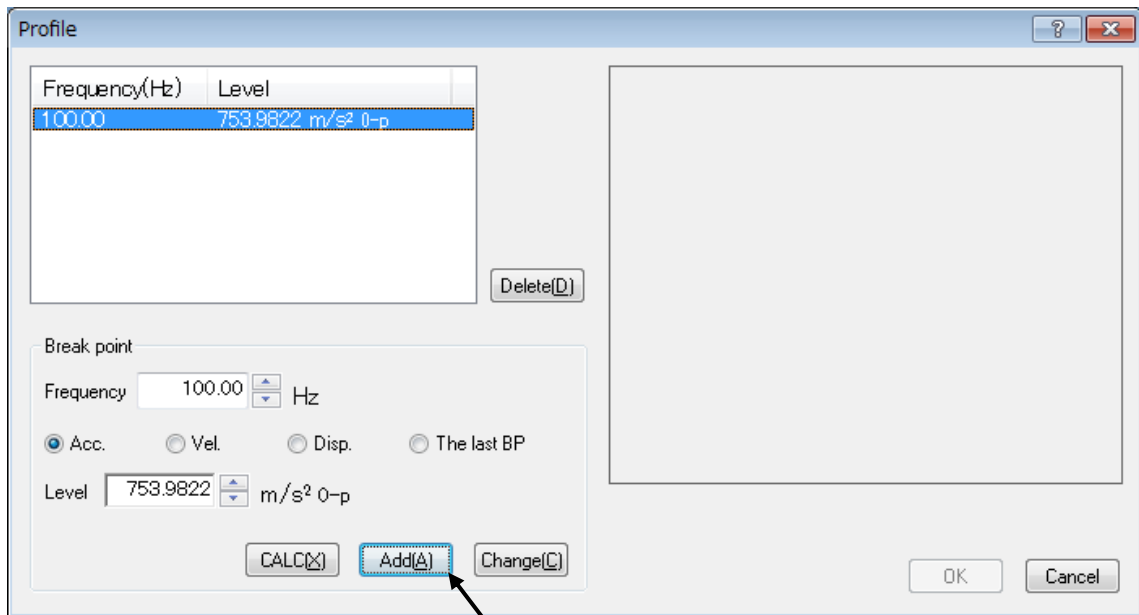 Profile
Frequency(Hz) Level
100.00 753.9822 m/s² 0-p
Delete(D)
Break point
Frequency 100.00 Hz
Acc. Vel. Disp. The last BP
Level 753.9822 m/s² 0-p
CALC(X) Add(A) Change(C)
OK Cancel